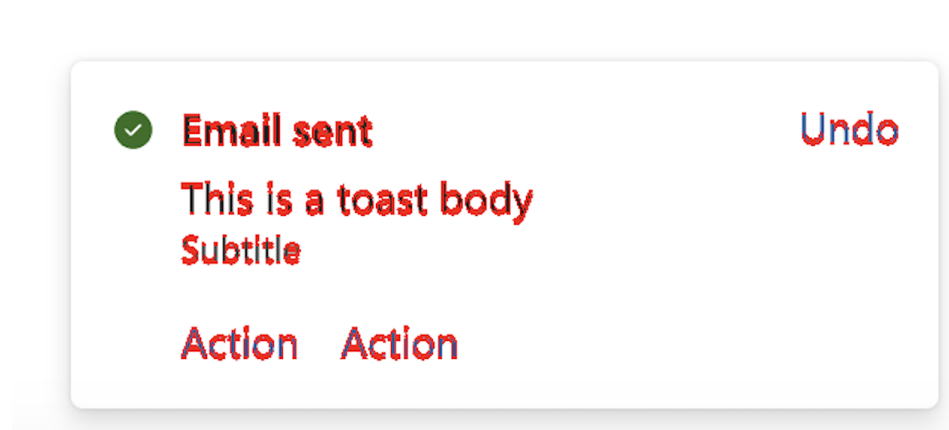 Email sent Undo
This is a toast body
Subtitle
Action Action